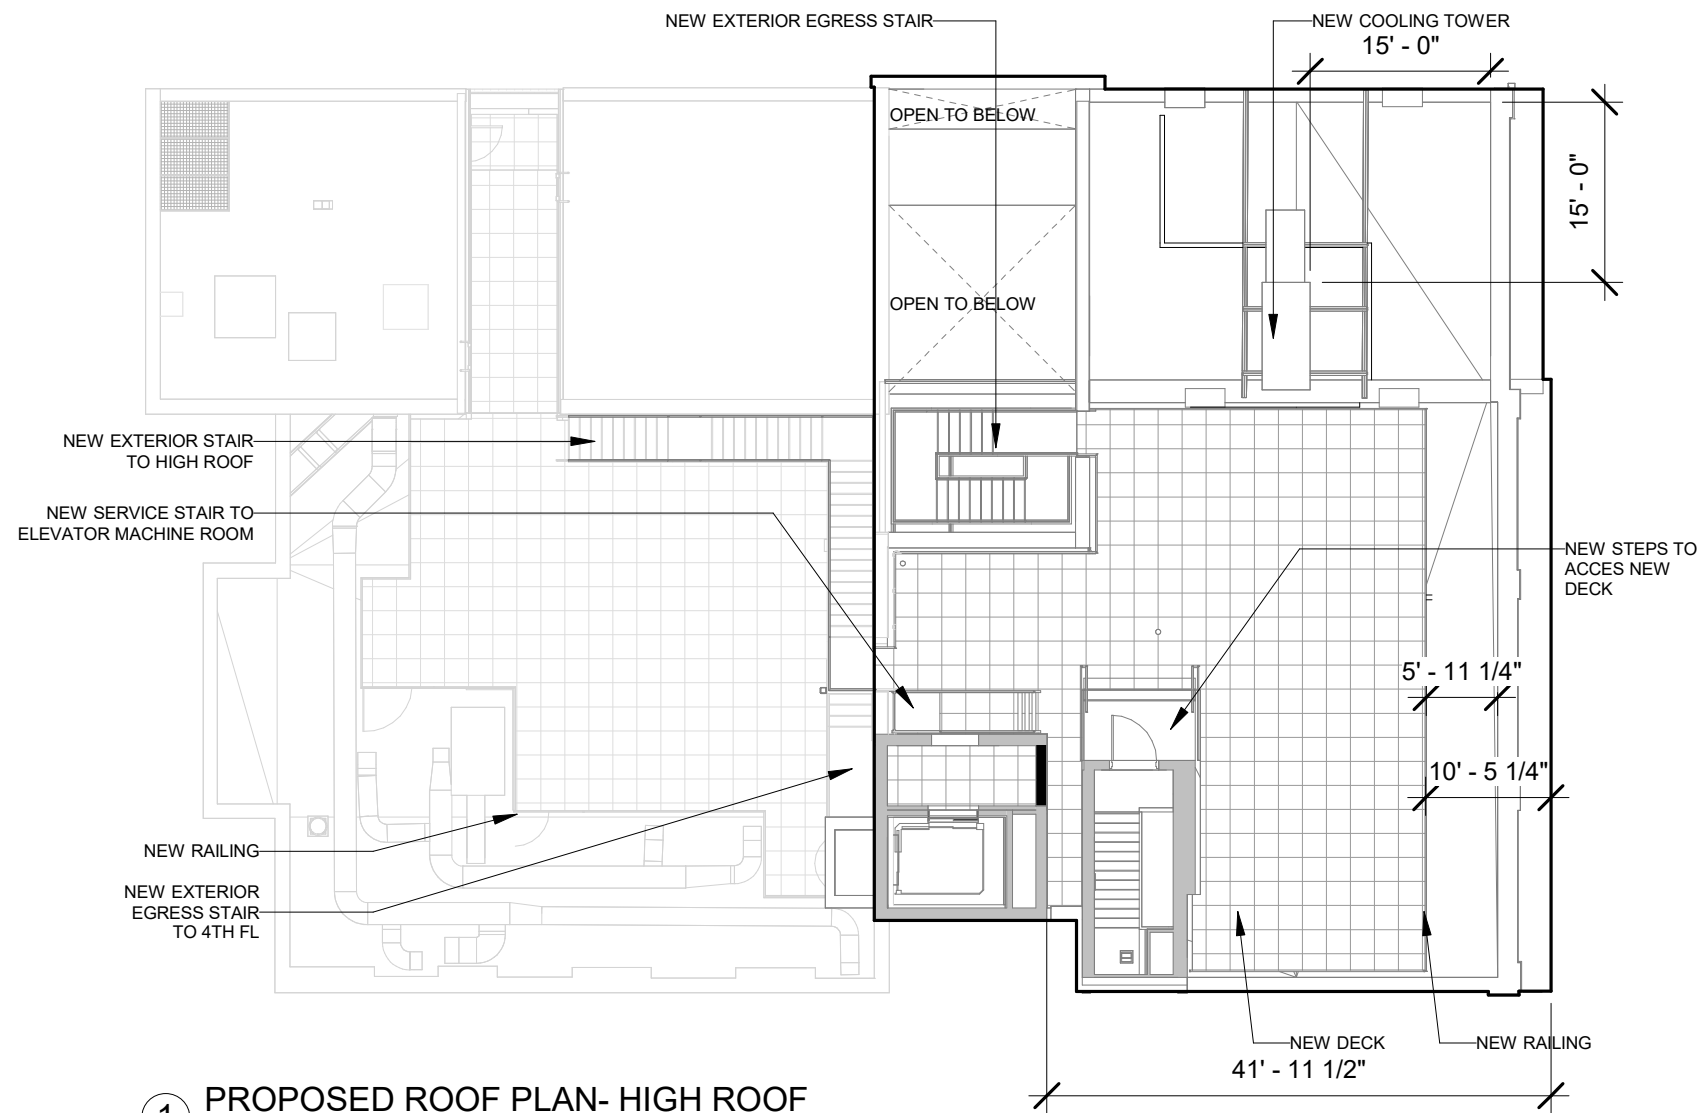 NEW EXTERIOR EGRESS STAIR
NEW COOLING TOWER
15' - 0"
OPEN TO BELOW
15' - 0"
OPEN TO BELOW
NEW EXTERIOR STAIR
TO HIGH ROOF
NEW SERVICE STAIR TO
ELEVATOR MACHINE ROOM
NEW STEPS TO
ACCES NEW
DECK
5' - 11 1/4"
10' - 5 1/4"
NEW RAILING
NEW EXTERIOR
EGRESS STAIR
TO 4TH FL
NEW DECK
NEW RAILING
41' - 11 1/2"
1
PROPOSED ROOF PLAN- HIGH ROOF